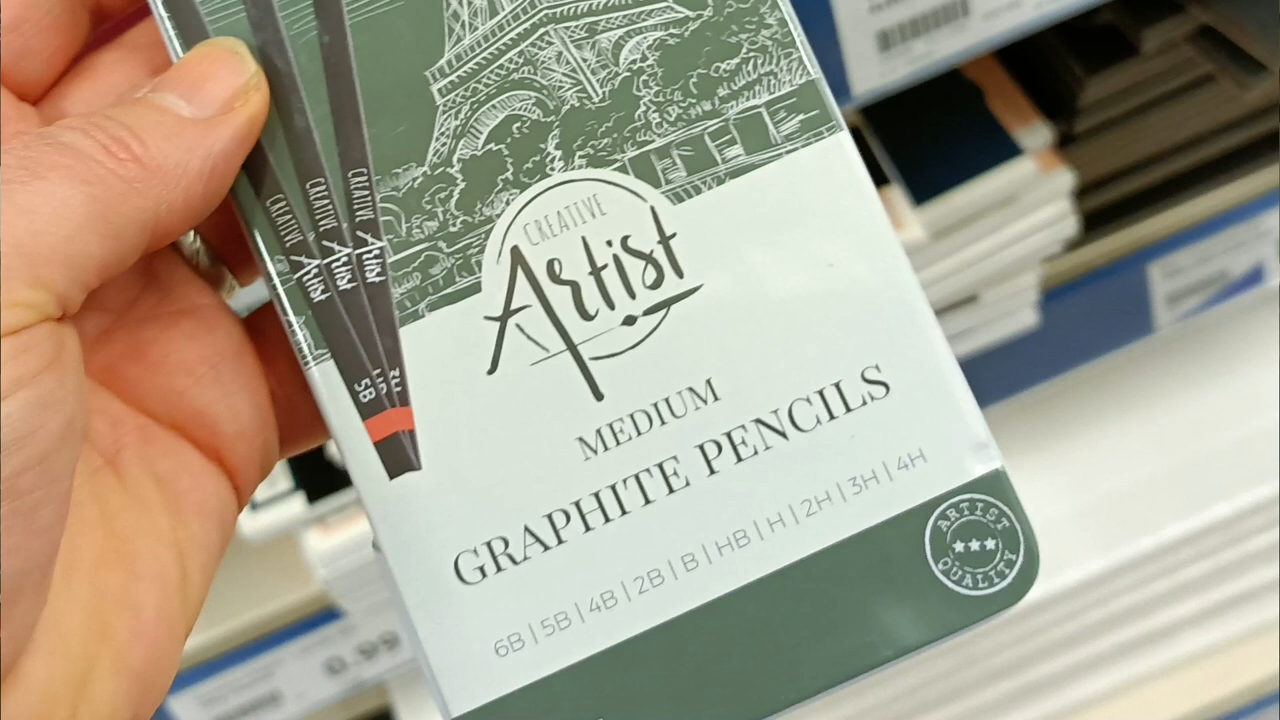 CREATIVE
Artist
MEDIUM
GRAPHITE PENCILS
6B | 5B | 4B | 2B | B | HB | H | 2H | 3H | 4H
ARTIST
QUALITY
CREATIVE Artist
5B
CREATIVE Artist
CREATIVE Artist
0.99